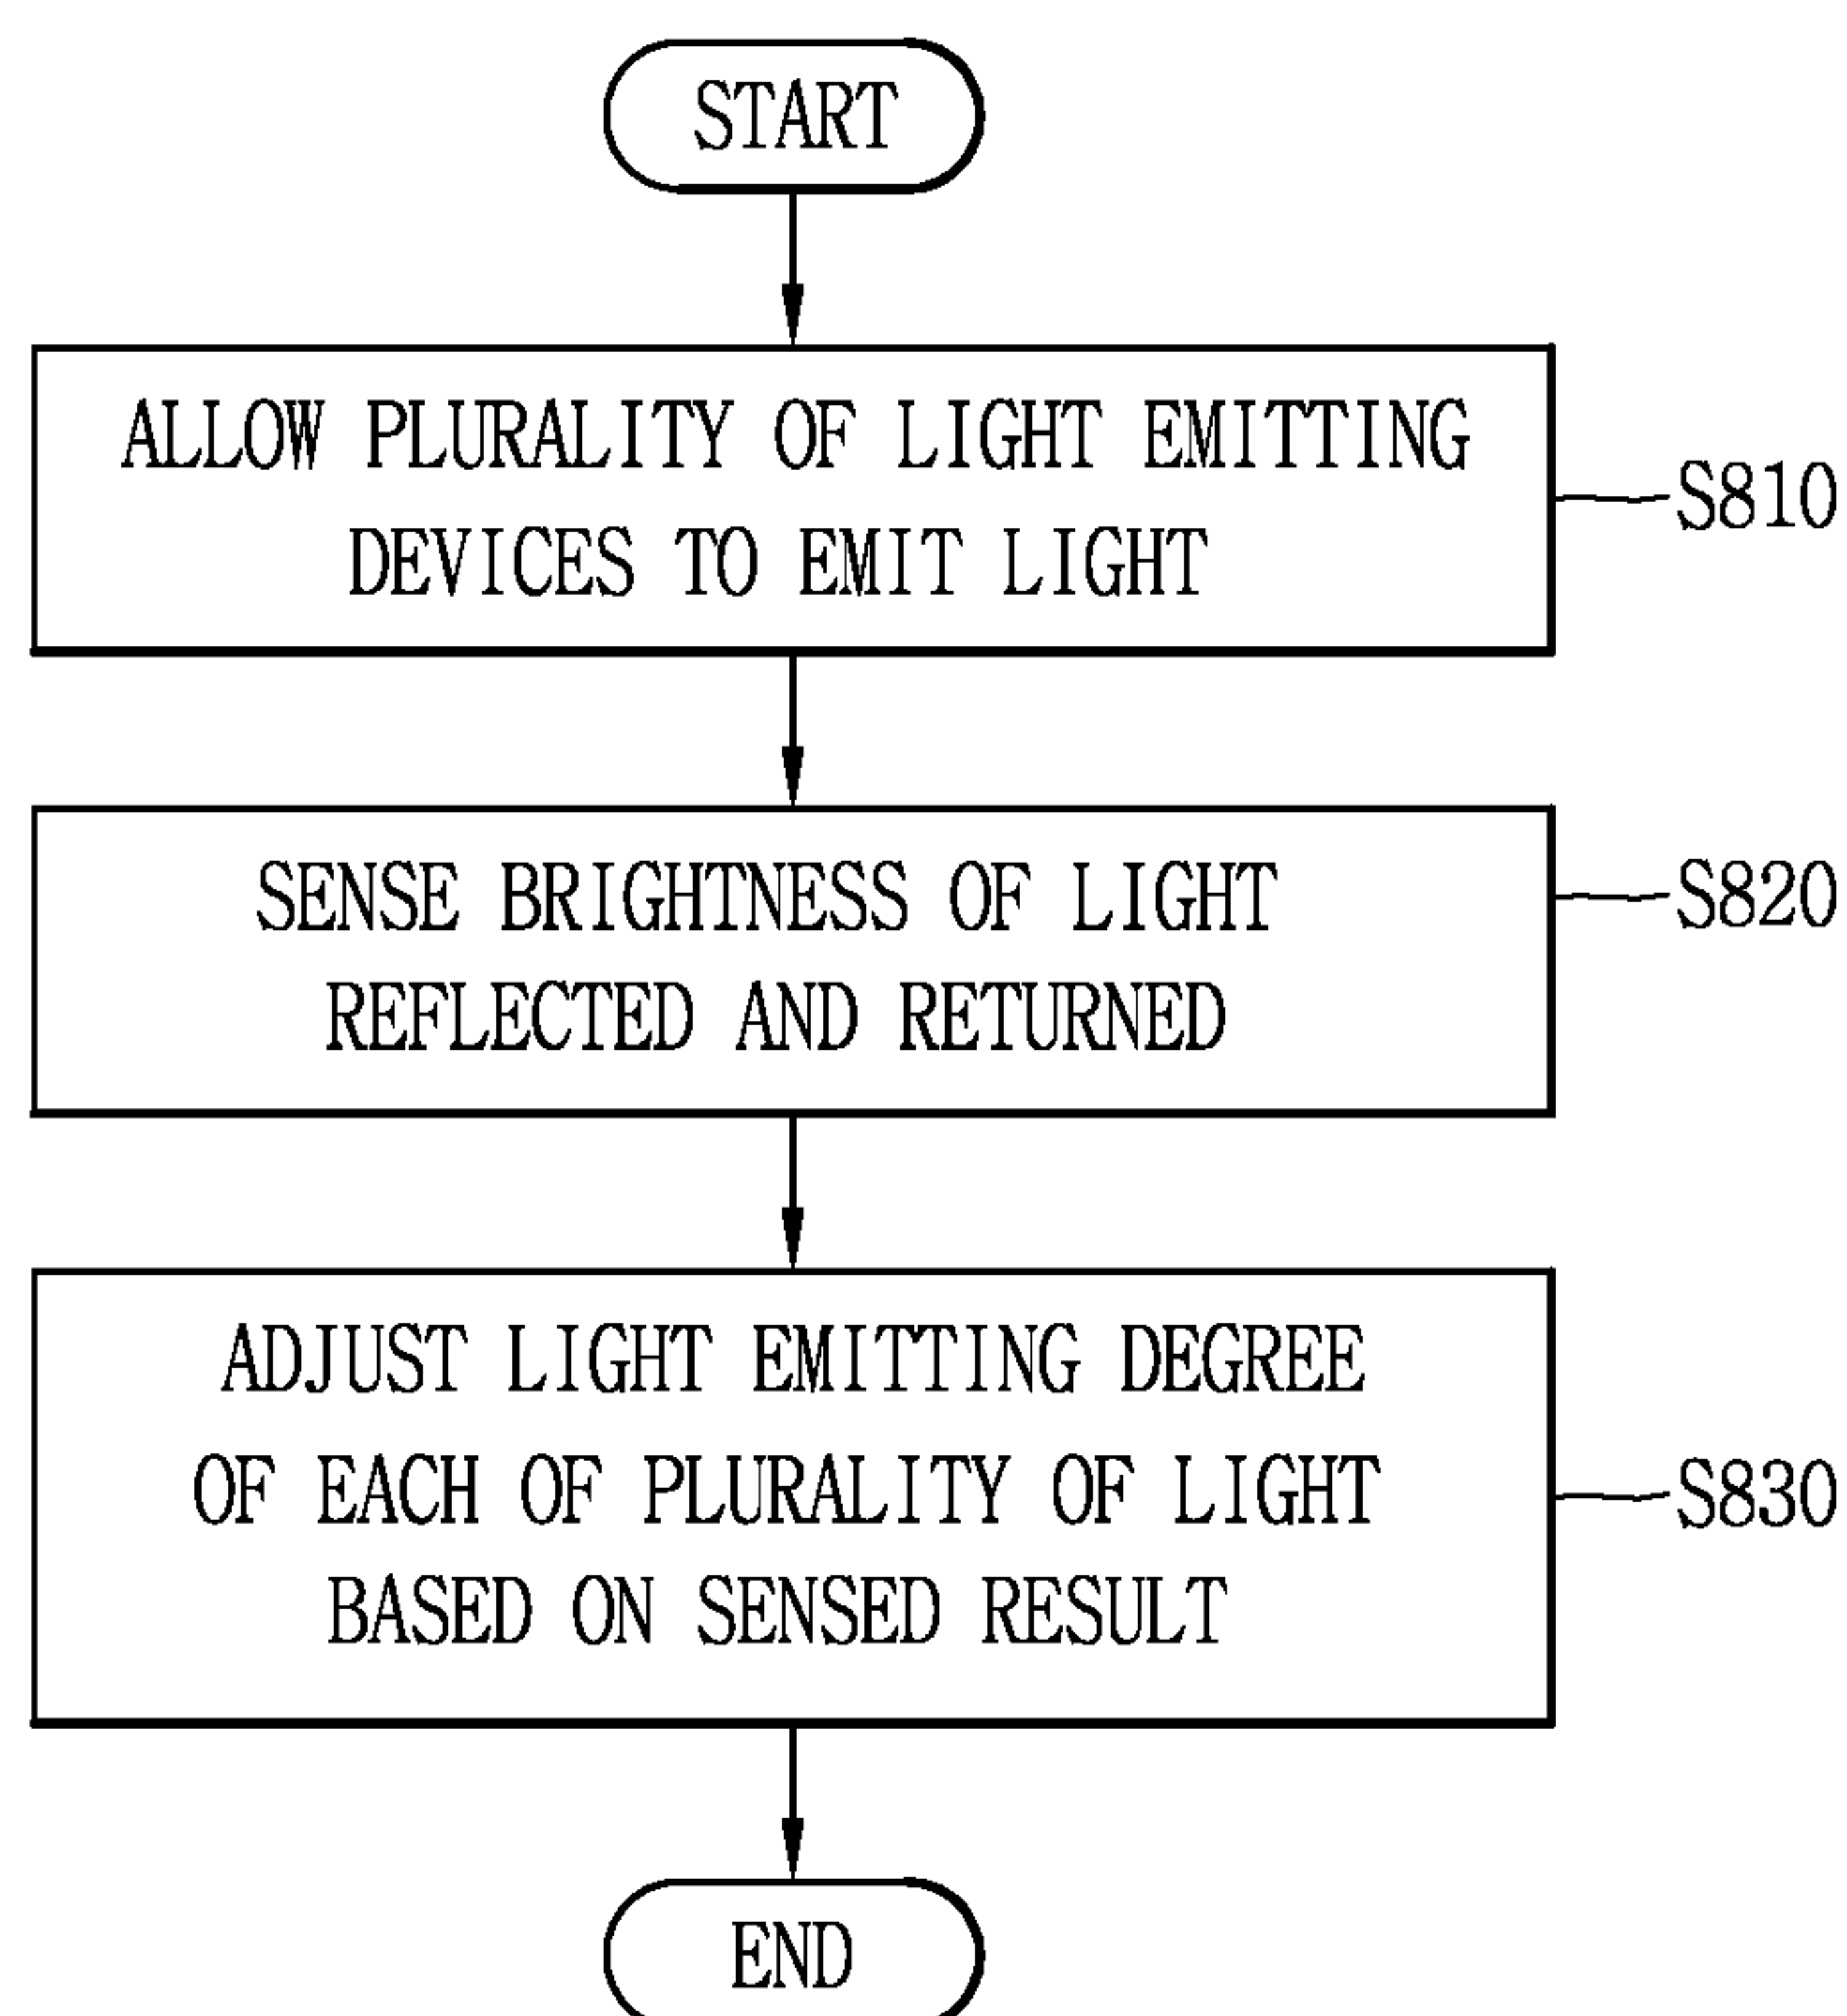 START
ALLOW PLURALITY OF LIGHT EMITTING
DEVICES TO EMIT LIGHT
S810
SENSE BRIGHTNESS OF LIGHT
REFLECTED AND RETURNED
S820
ADJUST LIGHT EMITTING DEGREE
OF EACH OF PLURALITY OF LIGHT
BASED ON SENSED RESULT
S830
END